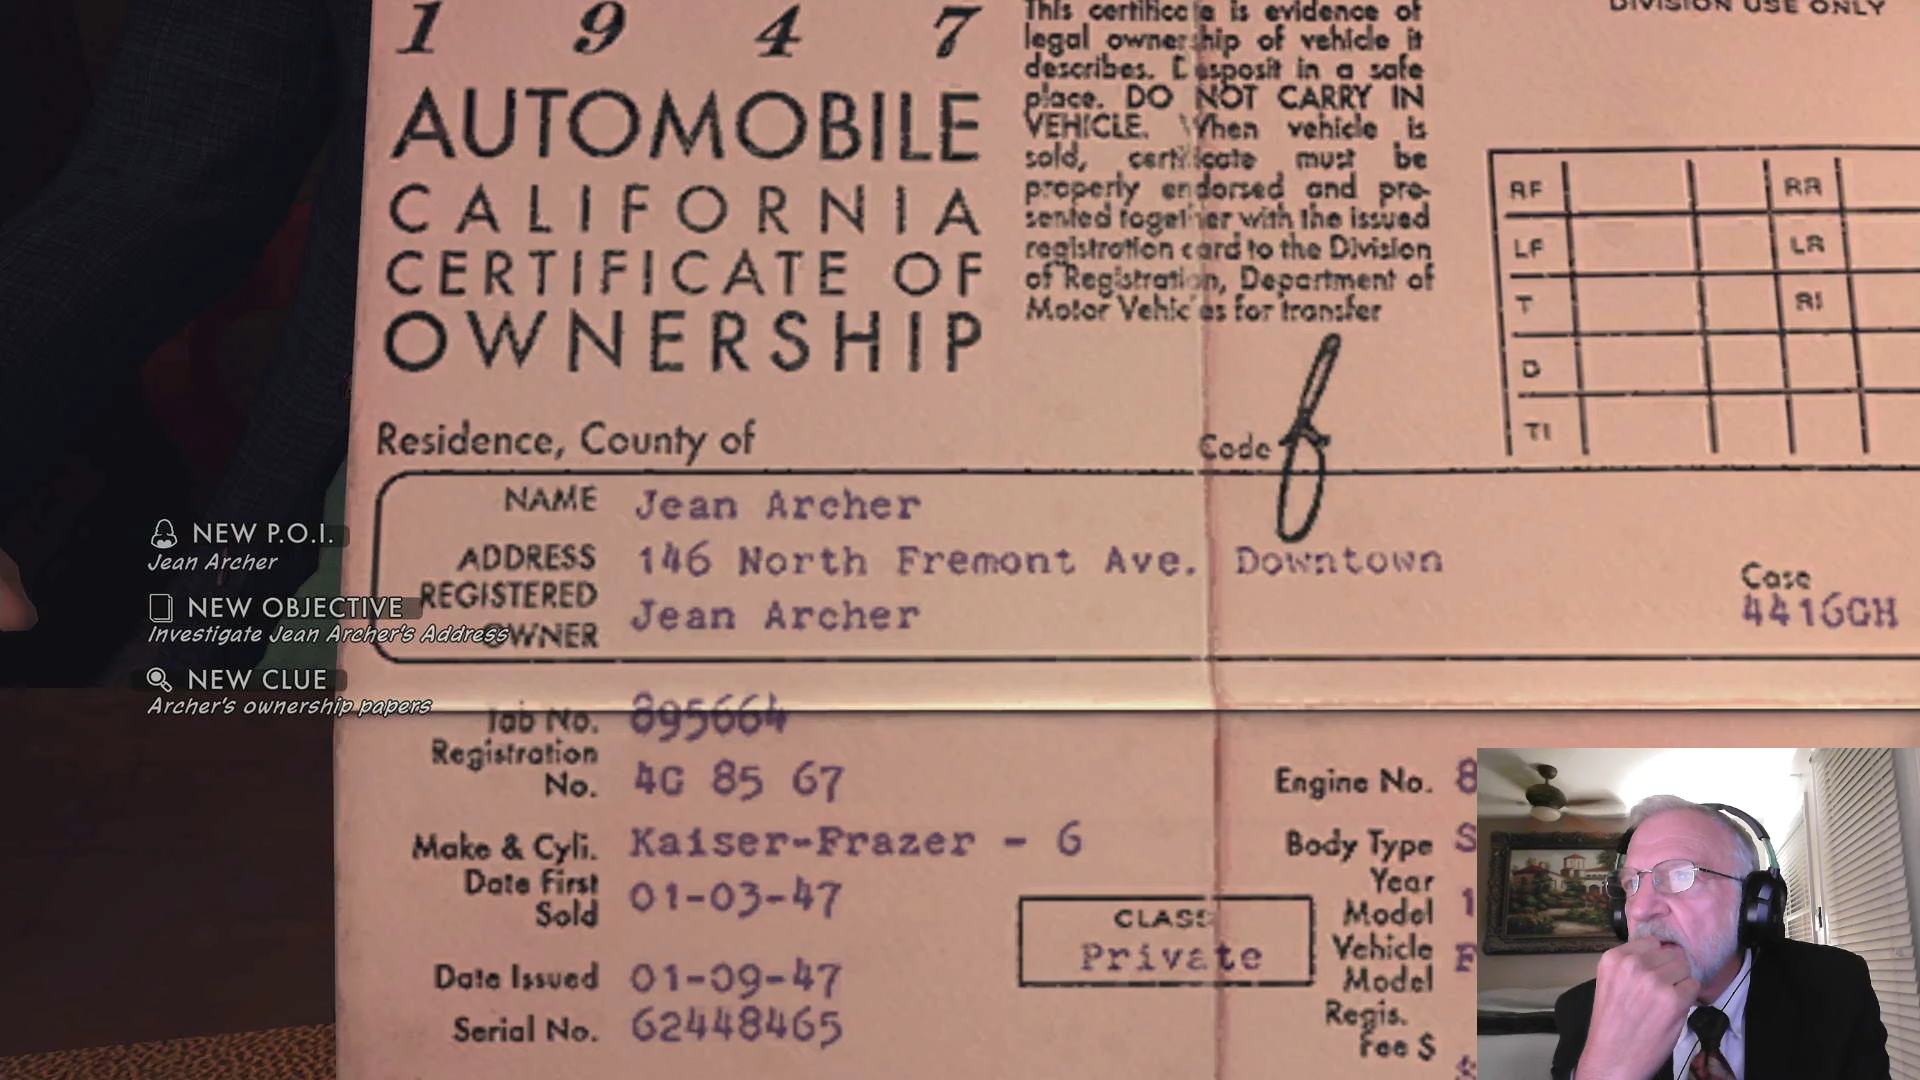 1 9 4 7
AUTOMOBILE
CALIFORNIA
CERTIFICATE OF
OWNERSHIP
This certificate is evidence of
legal ownership of vehicle it
describes. Desposit in a safe
place. DO NOT CARRY IN
VEHICLE. When vehicle is
sold, certificate must be
properly endorsed and pre-
sented together with the issued
registration card to the Division
of Registration, Department of
Motor Vehicles for transfer
DIVISION USE ONLY
RF RR
LF LR
T RI
D
TI
Residence, County of
Code
NAME Jean Archer
ADDRESS 146 North Fremont Ave. Downtown
REGISTERED
OWNER Jean Archer
Case
4416GH
NEW P.O.I.
Jean Archer
NEW OBJECTIVE
Investigate Jean Archer's Address
NEW CLUE
Archer's ownership papers
Tab No. 895664
Registration
No. 4G 85 67
Make & Cyli. Kaiser-Frazer - 6
Date First
Sold 01-03-47
Date Issued 01-09-47
Serial No. 62448465
CLASS
Private
Engine No. 8
Body Type S
Year
Model 1
Vehicle
Model F
Regis.
Fee $